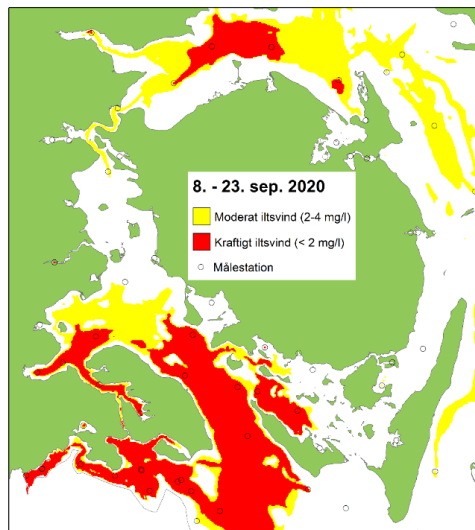 8. - 23. sep. 2020
Moderat iltsvind (2-4 mg/l)
Kraftigt iltsvind (< 2 mg/l)
Målestation